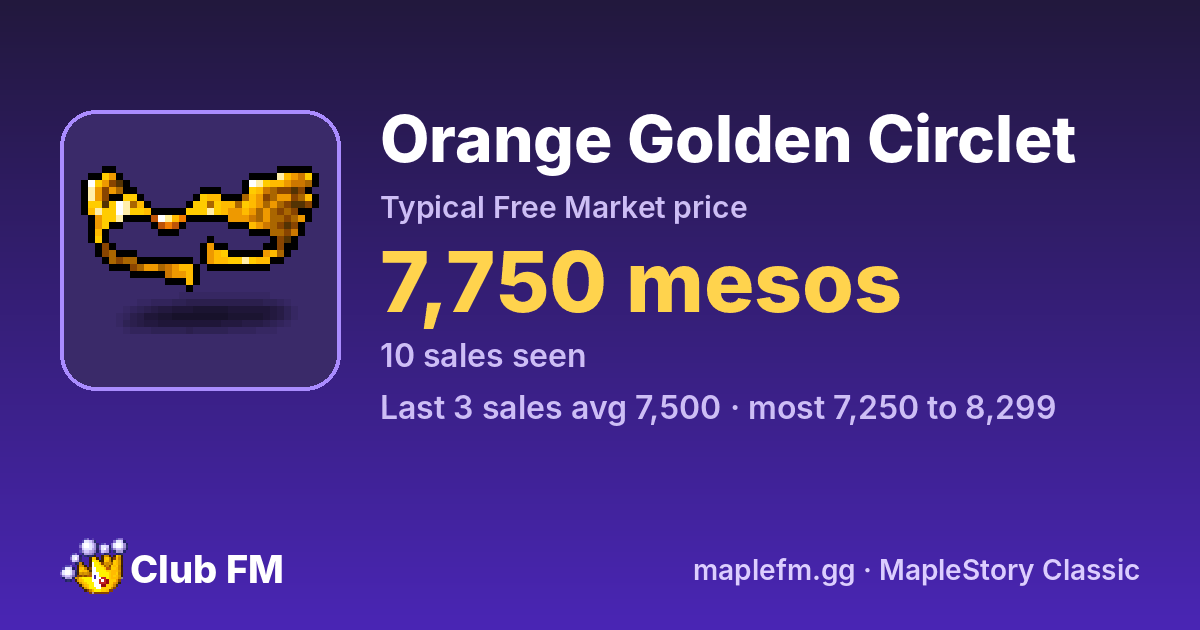 Orange Golden Circlet
Typical Free Market price
7,750 mesos
10 sales seen
Last 3 sales avg 7,500 · most 7,250 to 8,299
Club FM
maplefm.gg · MapleStory Classic